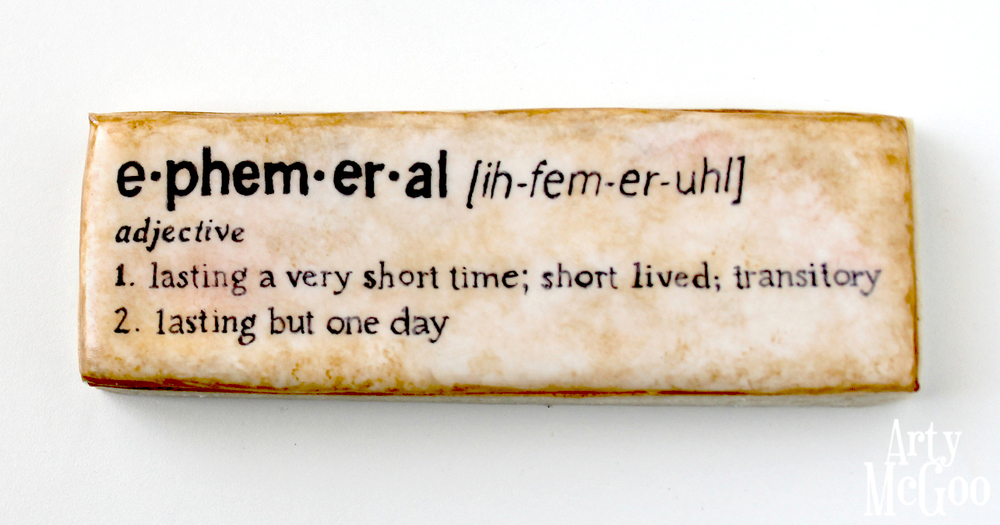 e·phem·er·al [ih-fem-er-uhl]
adjective
1. lasting a very short time; short lived; transitory
2. lasting but one day
Arty
McGoo